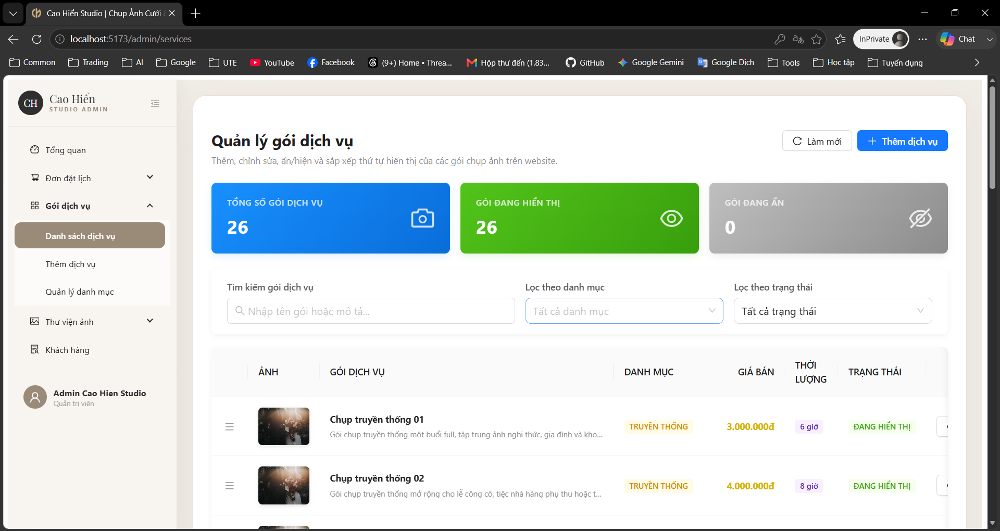 Cao Hiển Studio | Chụp Ảnh Cưới
localhost:5173/admin/services
InPrivate
Chat
Common
Trading
AI
Google
UTE
YouTube
Facebook
(9+) Home • Threa...
Hộp thư đến (1.83...
GitHub
Google Gemini
Google Dịch
Tools
Học tập
Tuyển dụng
CH
Cao Hiển
STUDIO ADMIN
Tổng quan
Đơn đặt lịch
Gói dịch vụ
Danh sách dịch vụ
Thêm dịch vụ
Quản lý danh mục
Thư viện ảnh
Khách hàng
Admin Cao Hien Studio
Quản trị viên
Quản lý gói dịch vụ
Thêm, chỉnh sửa, ẩn/hiện và sắp xếp thứ tự hiển thị của các gói chụp ảnh trên website.
Làm mới
Thêm dịch vụ
TỔNG SỐ GÓI DỊCH VỤ
26
GÓI ĐANG HIỂN THỊ
26
GÓI ĐANG ẨN
0
Tìm kiếm gói dịch vụ
Nhập tên gói hoặc mô tả...
Lọc theo danh mục
Tất cả danh mục
Lọc theo trạng thái
Tất cả trạng thái
ẢNH
GÓI DỊCH VỤ
DANH MỤC
GIÁ BÁN
THỜI
LƯỢNG
TRẠNG THÁI
Chụp truyền thống 01
Gói chụp truyền thống một buổi full, tập trung ảnh nghi thức, gia đình và kho...
TRUYỀN THỐNG
3.000.000đ
6 giờ
ĐANG HIỂN THỊ
Chụp truyền thống 02
Gói chụp truyền thống mở rộng cho lễ công cô, tiệc nhà hàng phụ thu hoặc t...
TRUYỀN THỐNG
4.000.000đ
8 giờ
ĐANG HIỂN THỊ